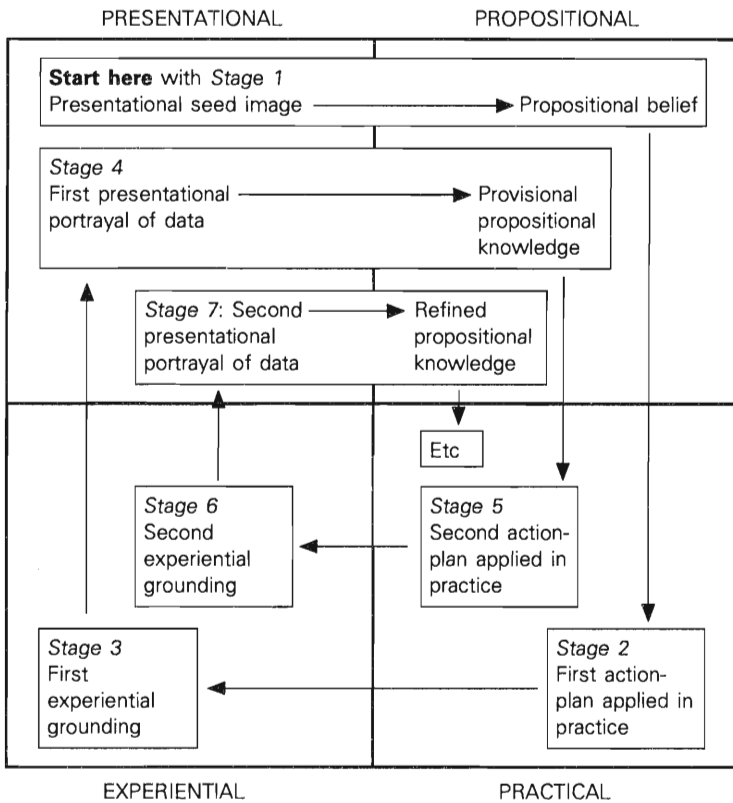 PRESENTATIONAL
PROPOSITIONAL
Start here with Stage 1
Presentational seed image
Propositional belief
Stage 4
First presentational
portrayal of data
Provisional
propositional
knowledge
Stage 7: Second
presentational
portrayal of data
Refined
propositional
knowledge
Etc
Stage 6
Second
experiential
grounding
Stage 5
Second action-
plan applied in
practice
Stage 3
First
experiential
grounding
Stage 2
First action-
plan applied in
practice
EXPERIENTIAL
PRACTICAL